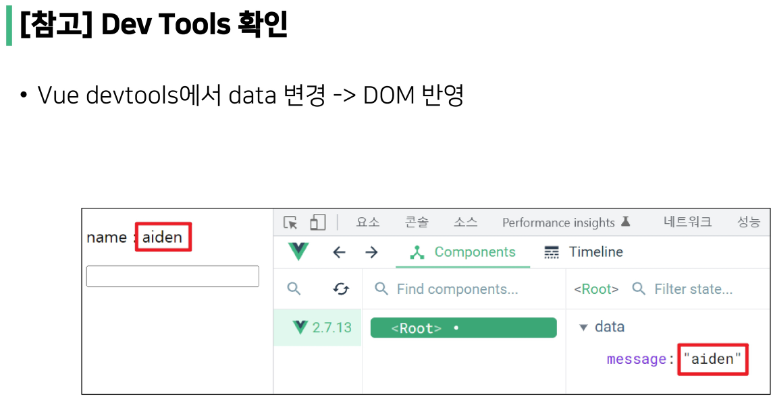 [참고] Dev Tools 확인
• Vue devtools에서 data 변경 -> DOM 반영
name : aiden
요소 콘솔 소스 Performance insights 네트워크 성능
Components Timeline
Find components... <Root> Filter state...
2.7.13 <Root> • ▼ data
message: "aiden"